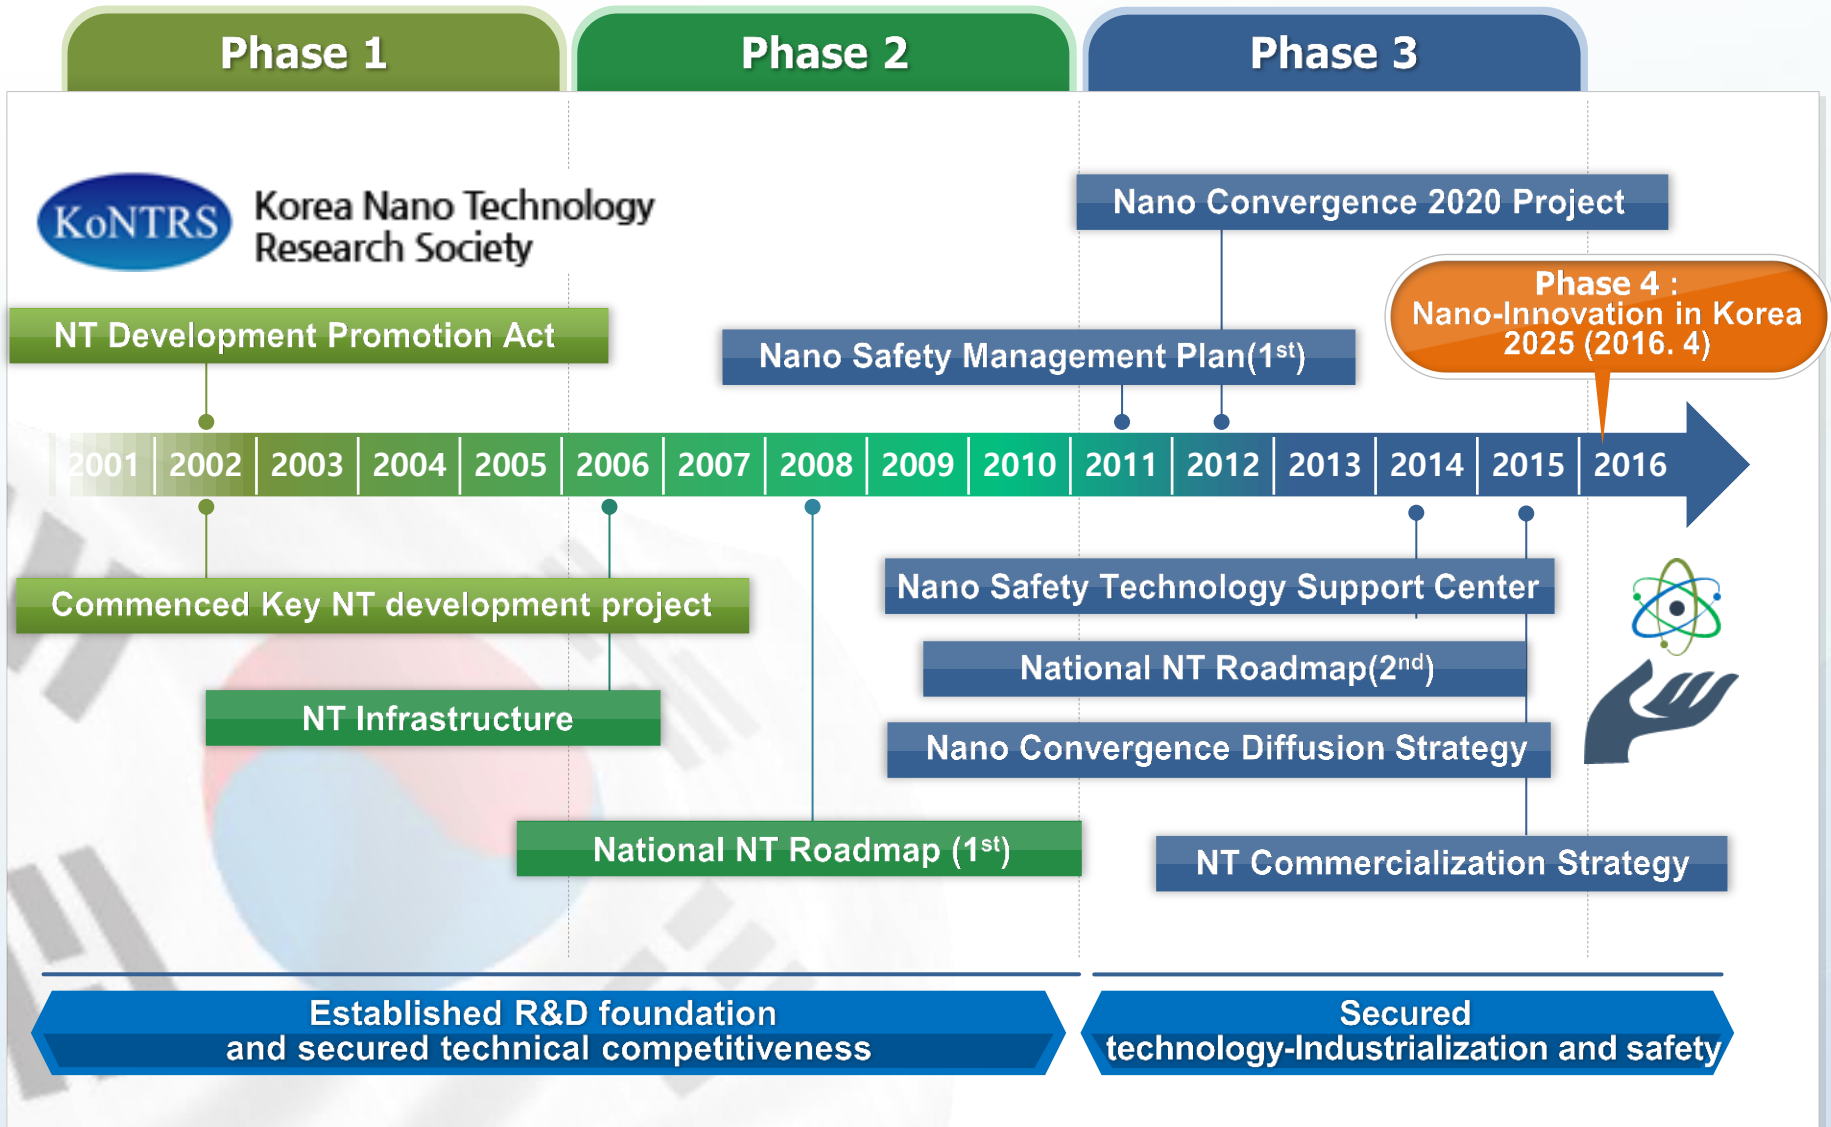 Phase 1
Phase 2
Phase 3
KoNTRS
Korea Nano Technology
Research Society
Nano Convergence 2020 Project
Phase 4 :
Nano-Innovation in Korea
2025 (2016. 4)
NT Development Promotion Act
Nano Safety Management Plan(1st)
2001 2002 2003 2004 2005 2006 2007 2008 2009 2010 2011 2012 2013 2014 2015 2016
Nano Safety Technology Support Center
Commenced Key NT development project
National NT Roadmap(2nd)
NT Infrastructure
Nano Convergence Diffusion Strategy
National NT Roadmap (1st)
NT Commercialization Strategy
Established R&D foundation
and secured technical competitiveness
Secured
technology-Industrialization and safety